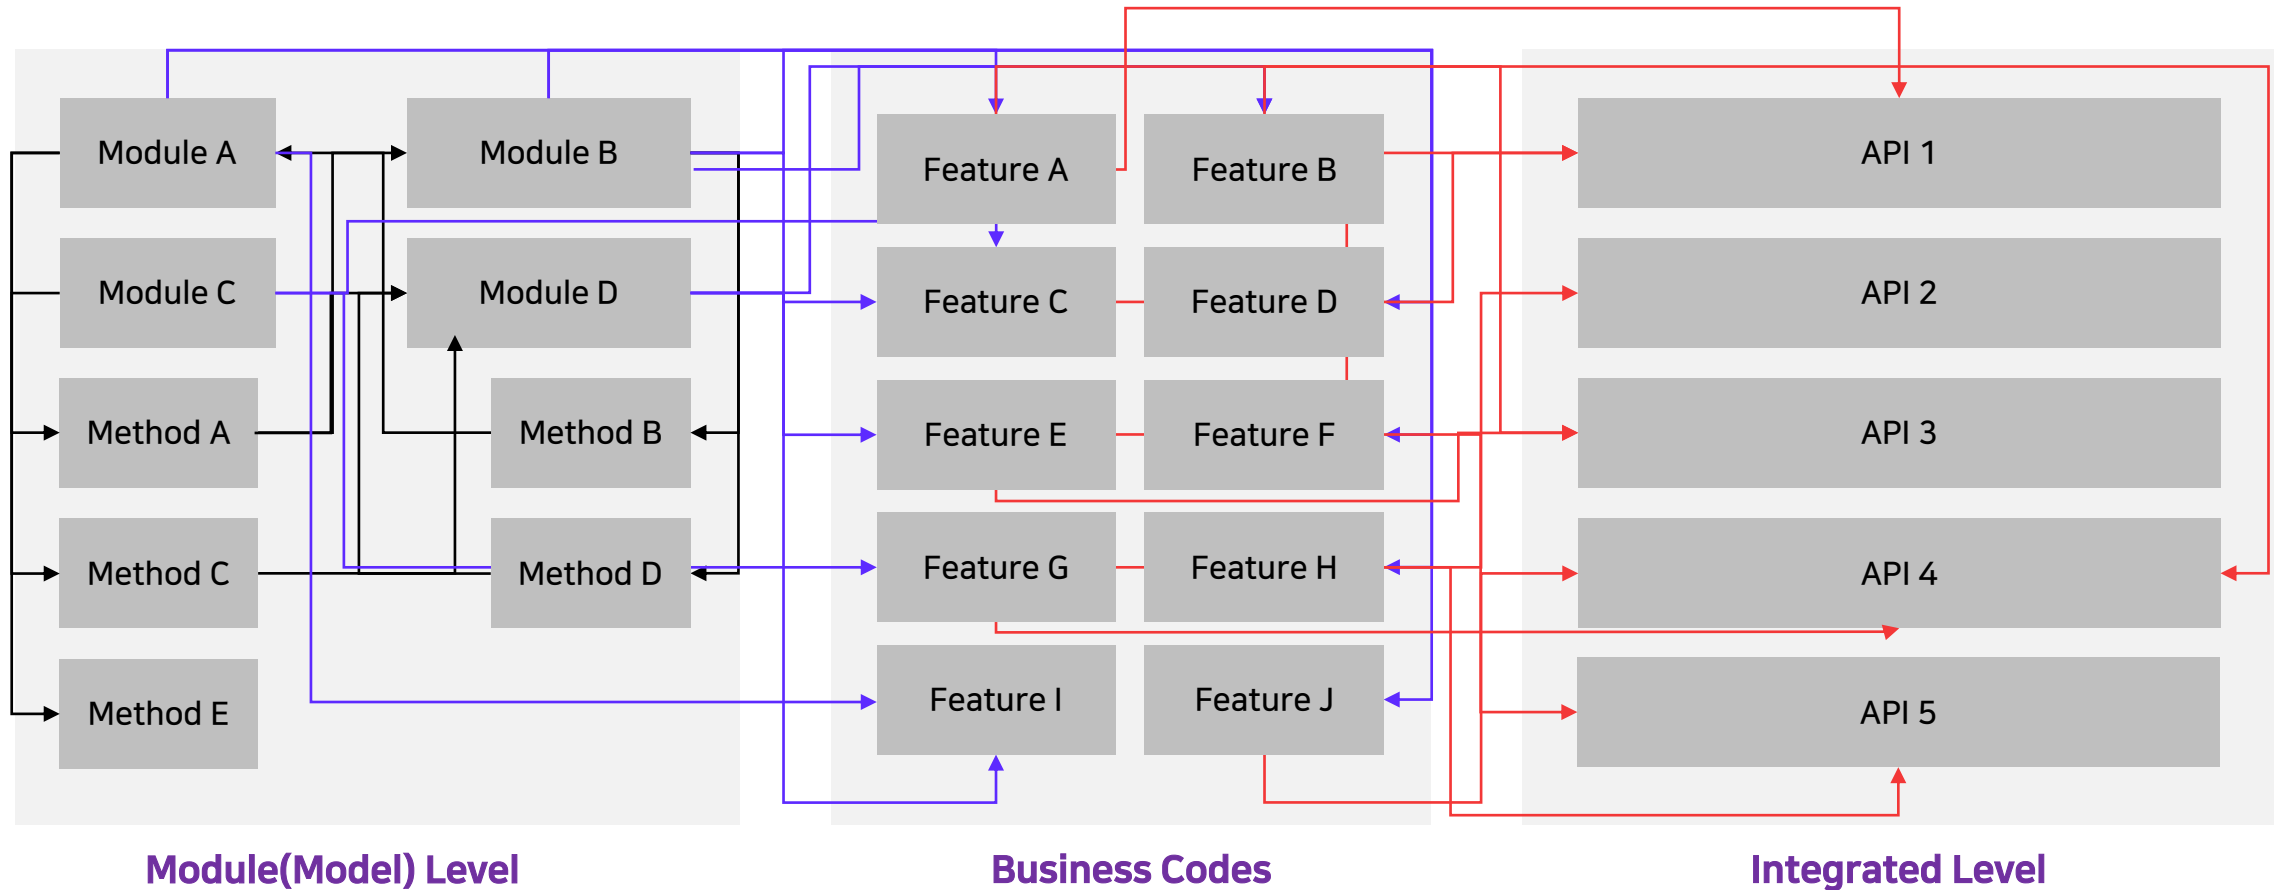 Module A
Module B
Module C
Module D
Method A
Method B
Method C
Method D
Method E
Module(Model) Level
Feature A
Feature B
Feature C
Feature D
Feature E
Feature F
Feature G
Feature H
Feature I
Feature J
Business Codes
API 1
API 2
API 3
API 4
API 5
Integrated Level